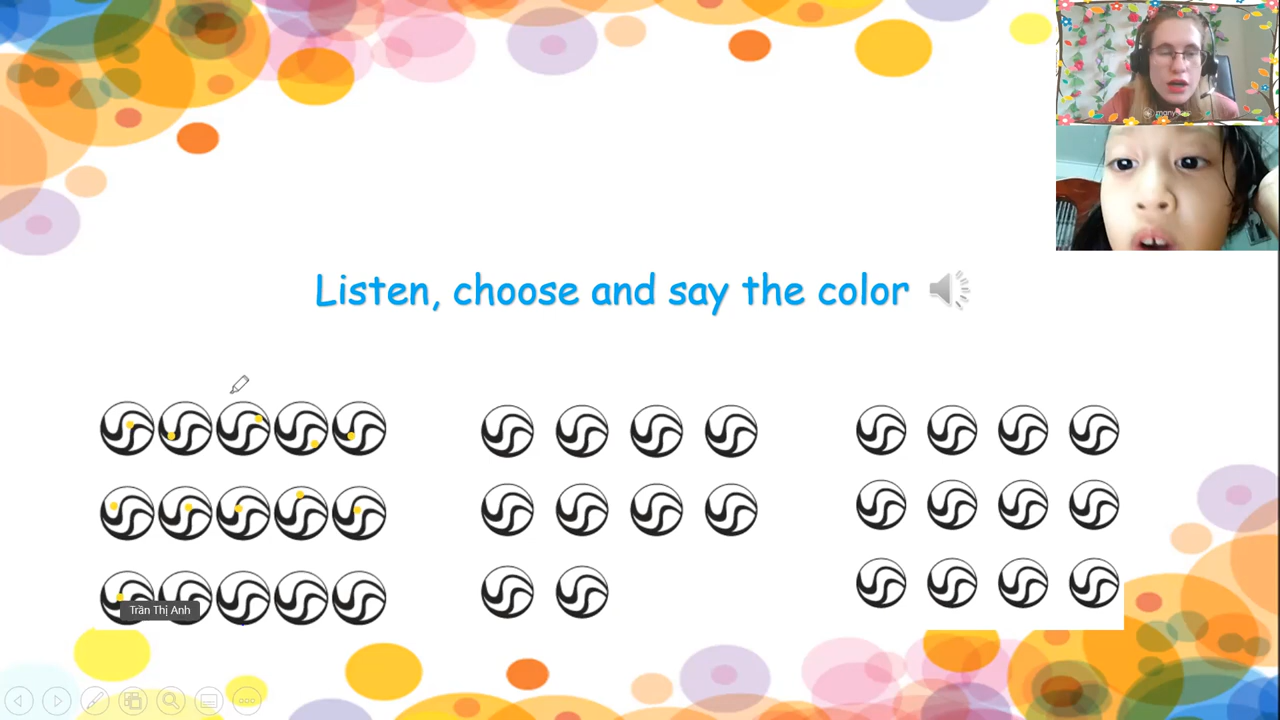 Listen, choose and say the color
Trần Thị Anh